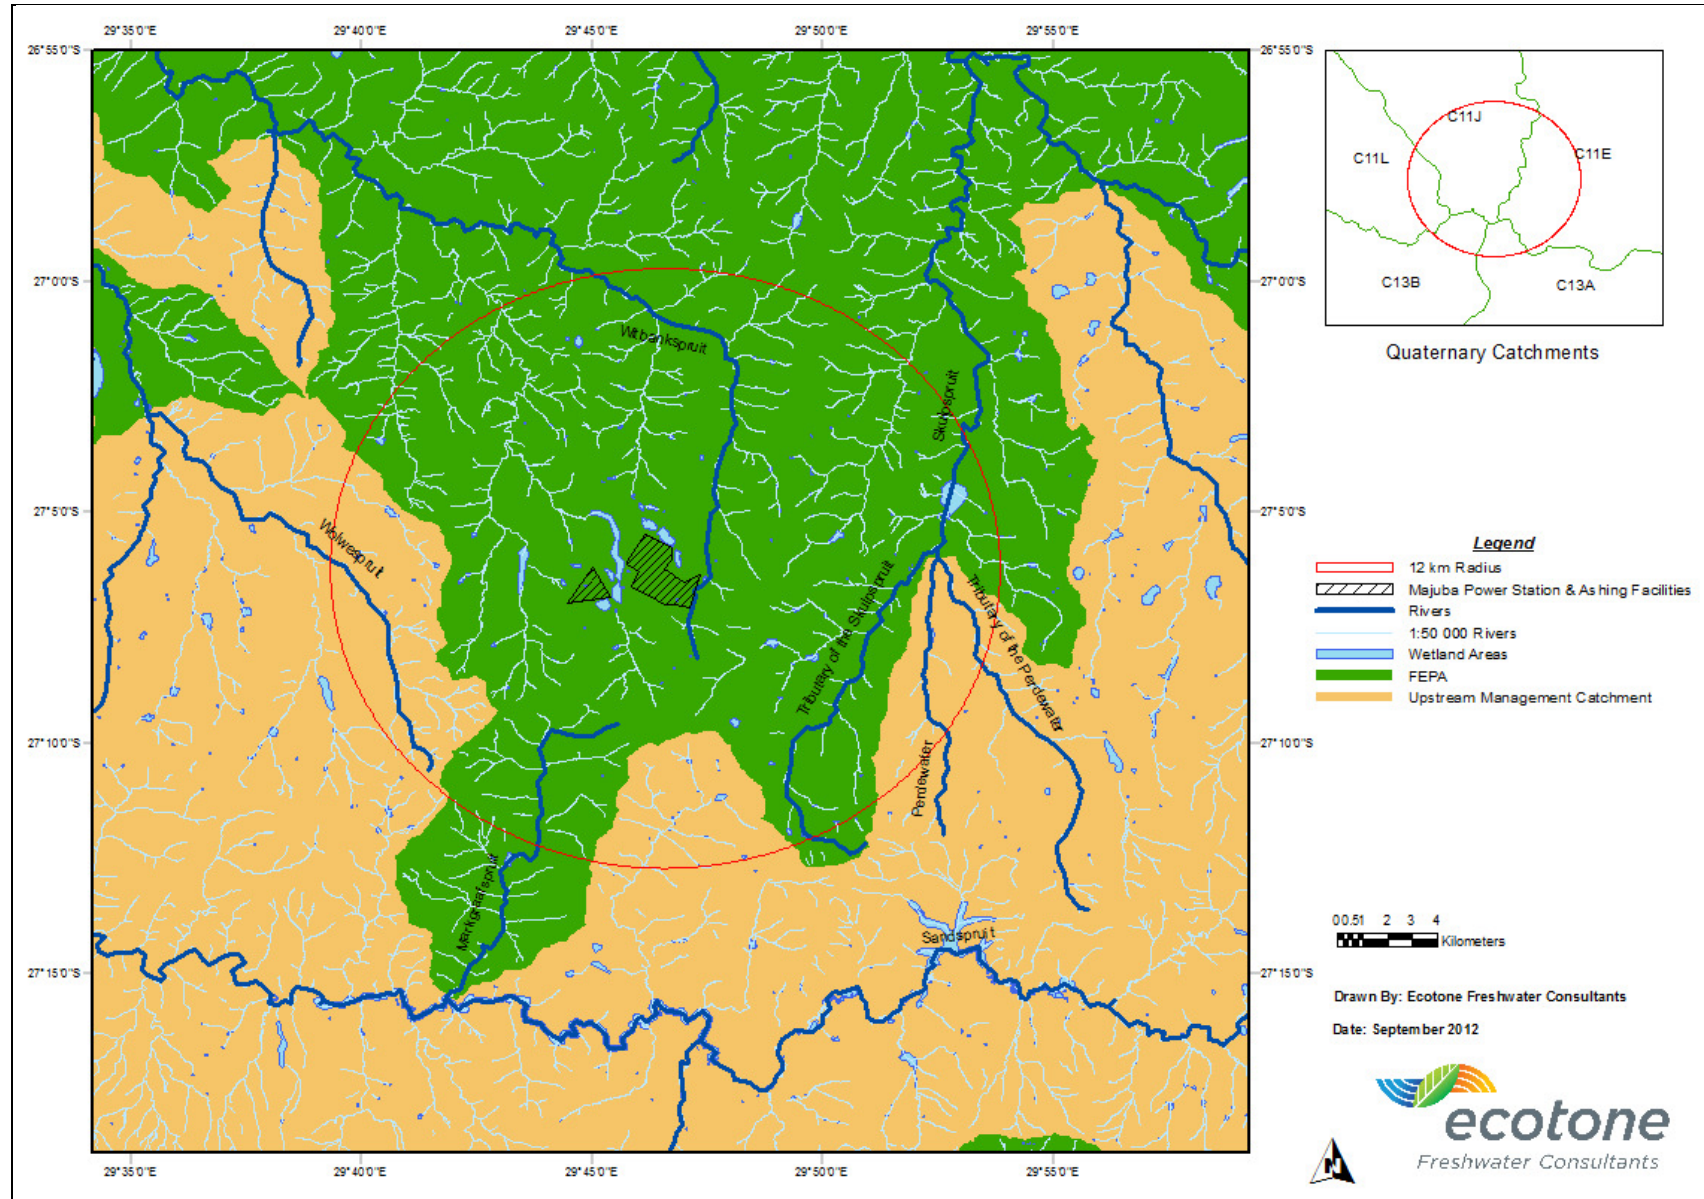 29°35'0"E 29°40'0"E 29°45'0"E 29°50'0"E 29°55'0"E
26°55'0"S 26°55'0"S
C11J
C11L C11E
C13B C13A
Quaternary Catchments
27°0'0"S 27°0'0"S
Witbankspruit
Skulpspruit
27°5'0"S 27°5'0"S
Wolwespruit
Tributary of the Skulpspruit
Tributary of the Perdewater
Perdewater
27°10'0"S 27°10'0"S
Markgraafspruit
Sandspruit
27°15'0"S 27°15'0"S
29°35'0"E 29°40'0"E 29°45'0"E 29°50'0"E 29°55'0"E
Legend
12 km Radius
Majuba Power Station & Ashing Facilities
Rivers
1:50 000 Rivers
Wetland Areas
FEPA
Upstream Management Catchment
0 0.5 1 2 3 4
Kilometers
Drawn By: Ecotone Freshwater Consultants
Date: September 2012
ecotone
Freshwater Consultants
N